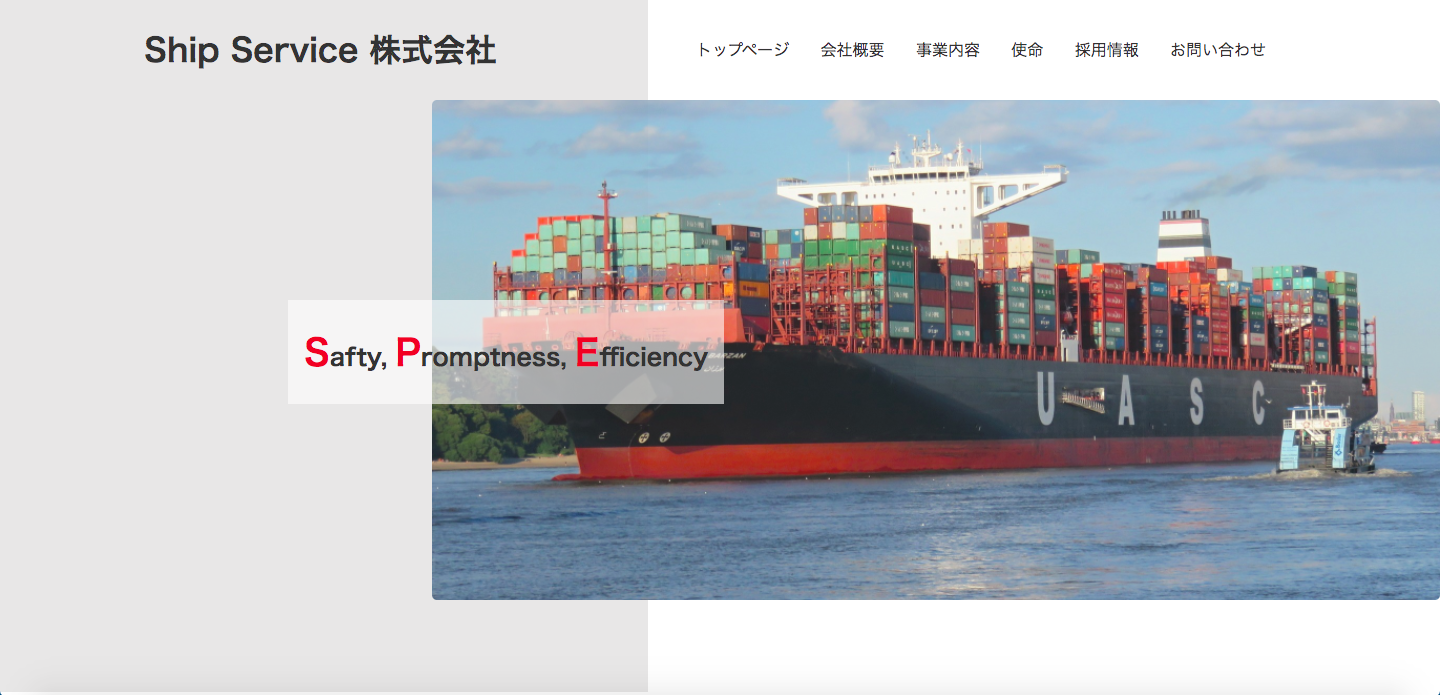 Ship Service 株式会社
トップページ 会社概要 事業内容 使命 採用情報 お問い合わせ
Safty, Promptness, Efficiency
UASC